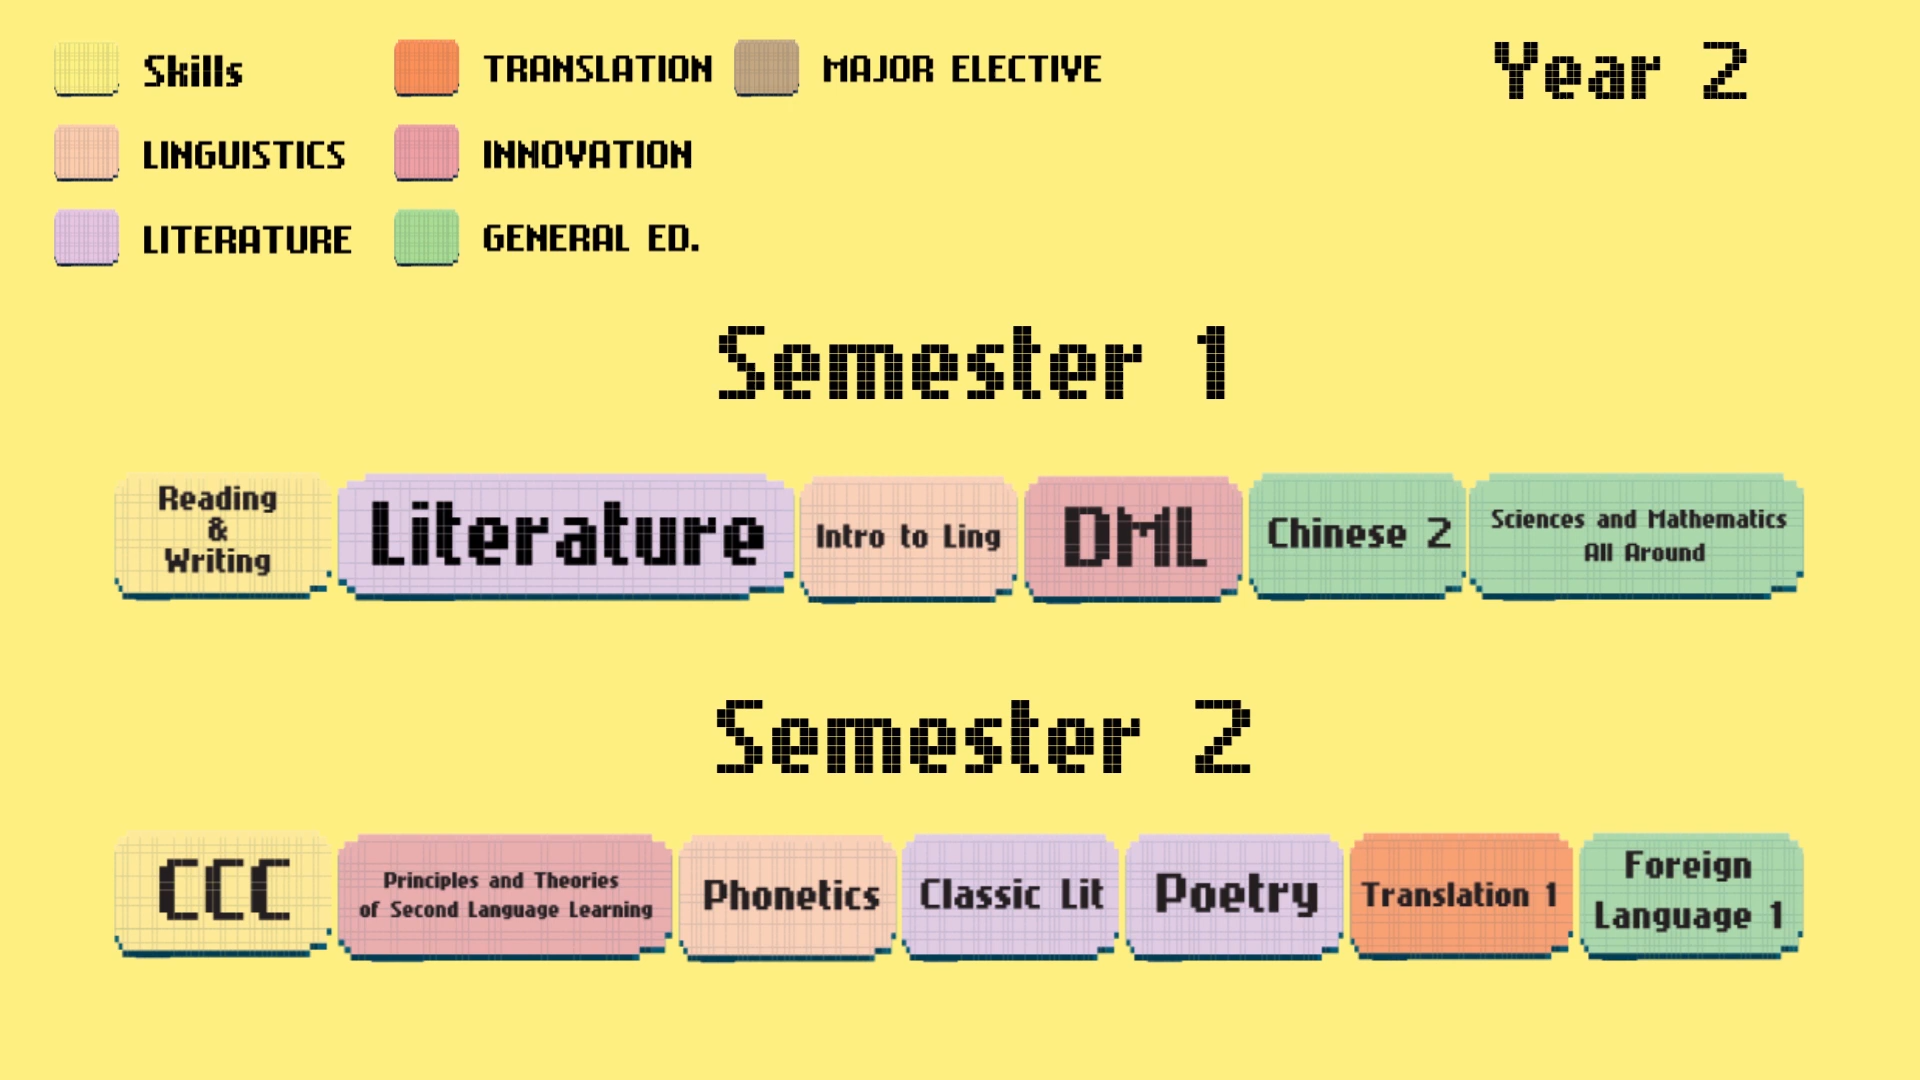 Skills
TRANSLATION
MAJOR ELECTIVE
Year 2
LINGUISTICS
INNOVATION
LITERATURE
GENERAL ED.
Semester 1
Reading
&
Writing
Literature
Intro to Ling
DML
Chinese 2
Sciences and Mathematics
All Around
Semester 2
CCC
Principles and Theories
of Second Language Learning
Phonetics
Classic Lit
Poetry
Translation 1
Foreign
Language 1